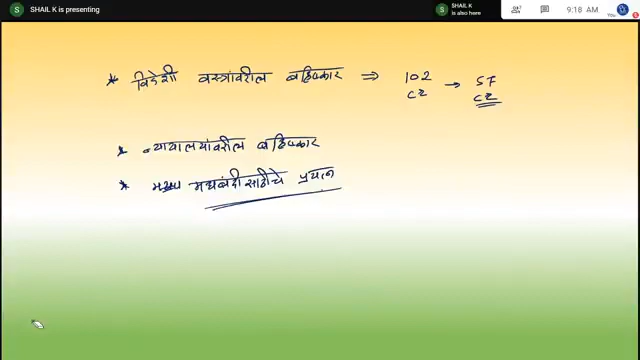 SHAIL K is presenting
SHAIL K
is also here
9:18 AM
You
* विदेशी वस्त्रांवरील बहिष्कार ⇒ 102 → 57
cr cr
* न्यायालयांवरील बहिष्कार
* मद्यबंदीसाठीचे प्रयत्न